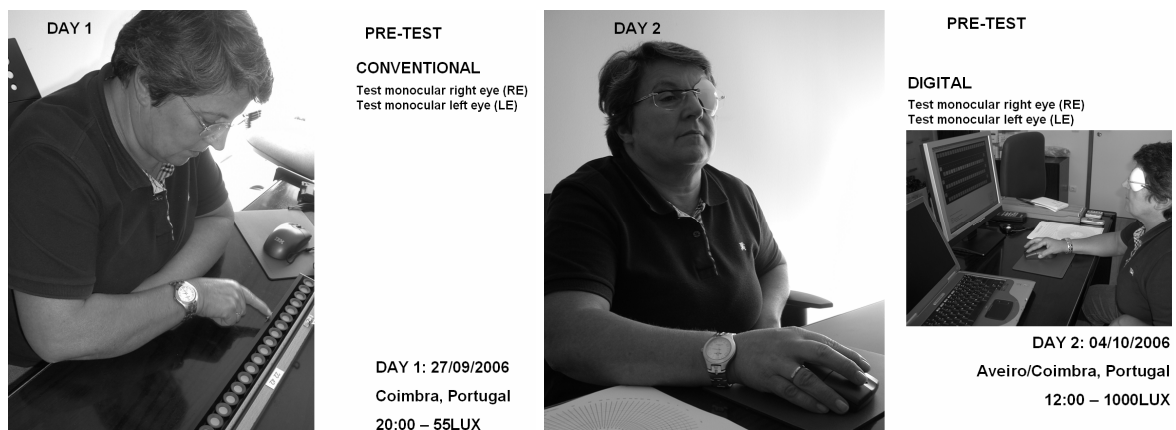 DAY 1
PRE-TEST
CONVENTIONAL
Test monocular right eye (RE)
Test monocular left eye (LE)
DAY 1: 27/09/2006
Coimbra, Portugal
20:00 – 55LUX
DAY 2
PRE-TEST
DIGITAL
Test monocular right eye (RE)
Test monocular left eye (LE)
DAY 2: 04/10/2006
Aveiro/Coimbra, Portugal
12:00 – 1000LUX